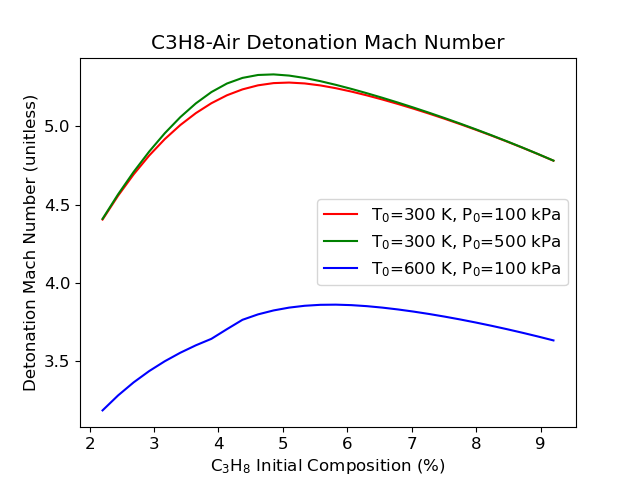 C3H8-Air Detonation Mach Number
Detonation Mach Number (unitless)
5.0
4.5
4.0
3.5
T₀=300 K, P₀=100 kPa
T₀=300 K, P₀=500 kPa
T₀=600 K, P₀=100 kPa
2 3 4 5 6 7 8 9
C₃H₈ Initial Composition (%)